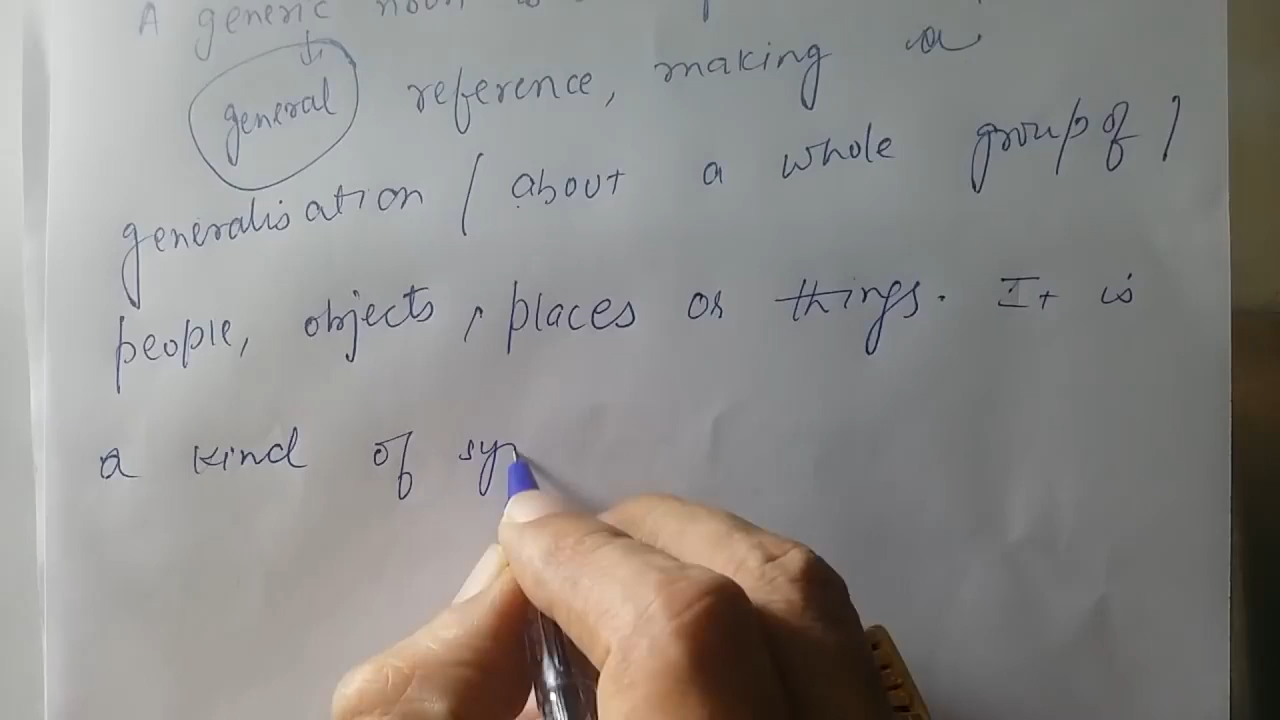 A generic noun
general reference, making a
generalisation / about a whole group of /
people, objects, places or things. It is
a kind of sy